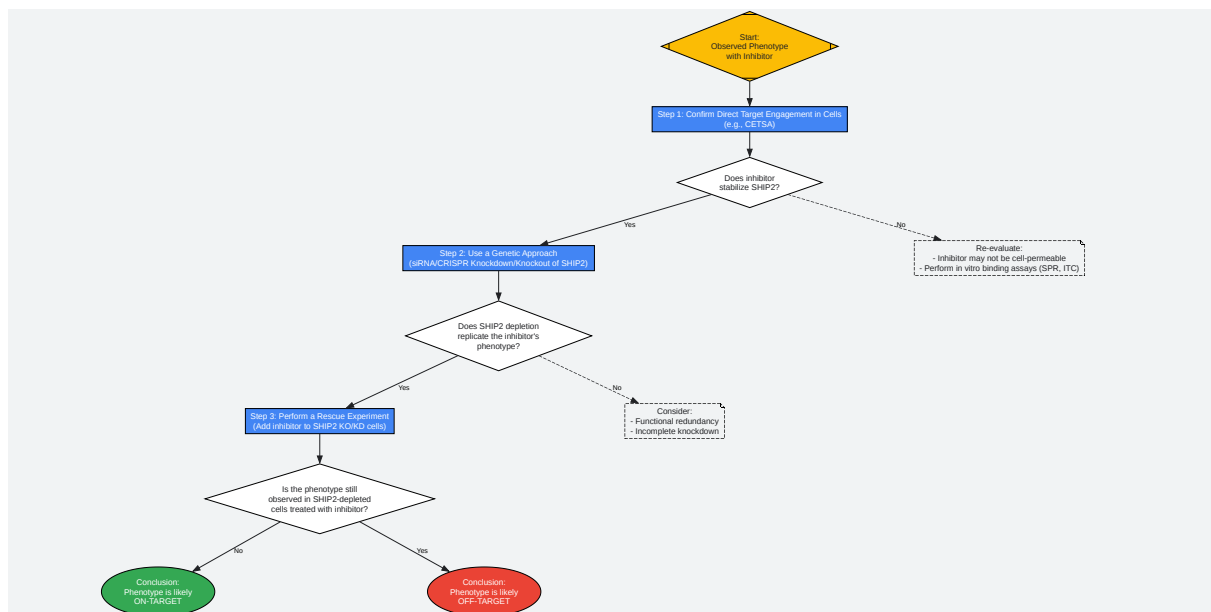 Start:
Observed Phenotype
with Inhibitor
Step 1: Confirm Direct Target Engagement in Cells
(e.g., CETSA)
Does inhibitor
stabilize SHIP2?
Yes
No
Step 2: Use a Genetic Approach
(siRNA/CRISPR Knockdown/Knockout of SHIP2)
Re-evaluate:
- Inhibitor may not be cell-permeable
- Perform in vitro binding assays (SPR, ITC)
Does SHIP2 depletion
replicate the inhibitor's
phenotype?
Yes
No
Step 3: Perform a Rescue Experiment
(Add inhibitor to SHIP2 KO/KD cells)
Consider:
- Functional redundancy
- Incomplete knockdown
Is the phenotype still
observed in SHIP2-depleted
cells treated with inhibitor?
No
Yes
Conclusion:
Phenotype is likely
ON-TARGET
Conclusion:
Phenotype is likely
OFF-TARGET